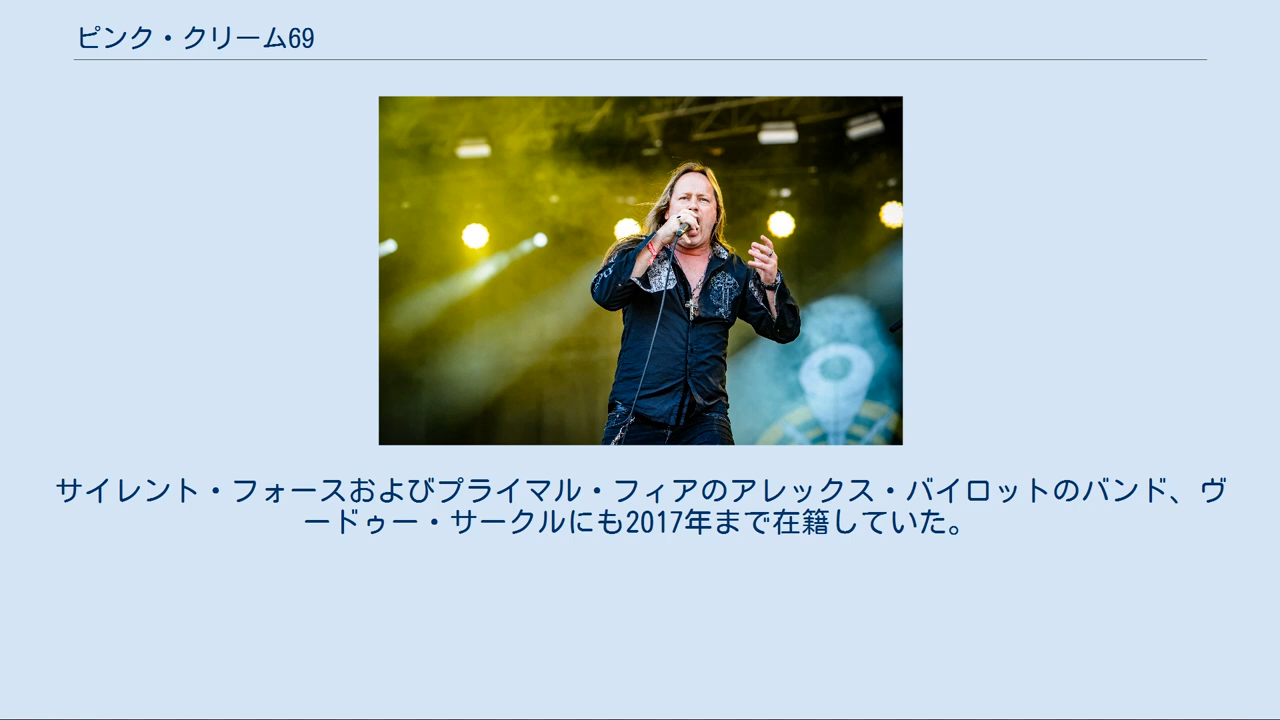 ピンク・クリーム69
サイレント・フォースおよびプライマル・フィアのアレックス・バイロットのバンド、ヴ
ードゥー・サークルにも2017年まで在籍していた。